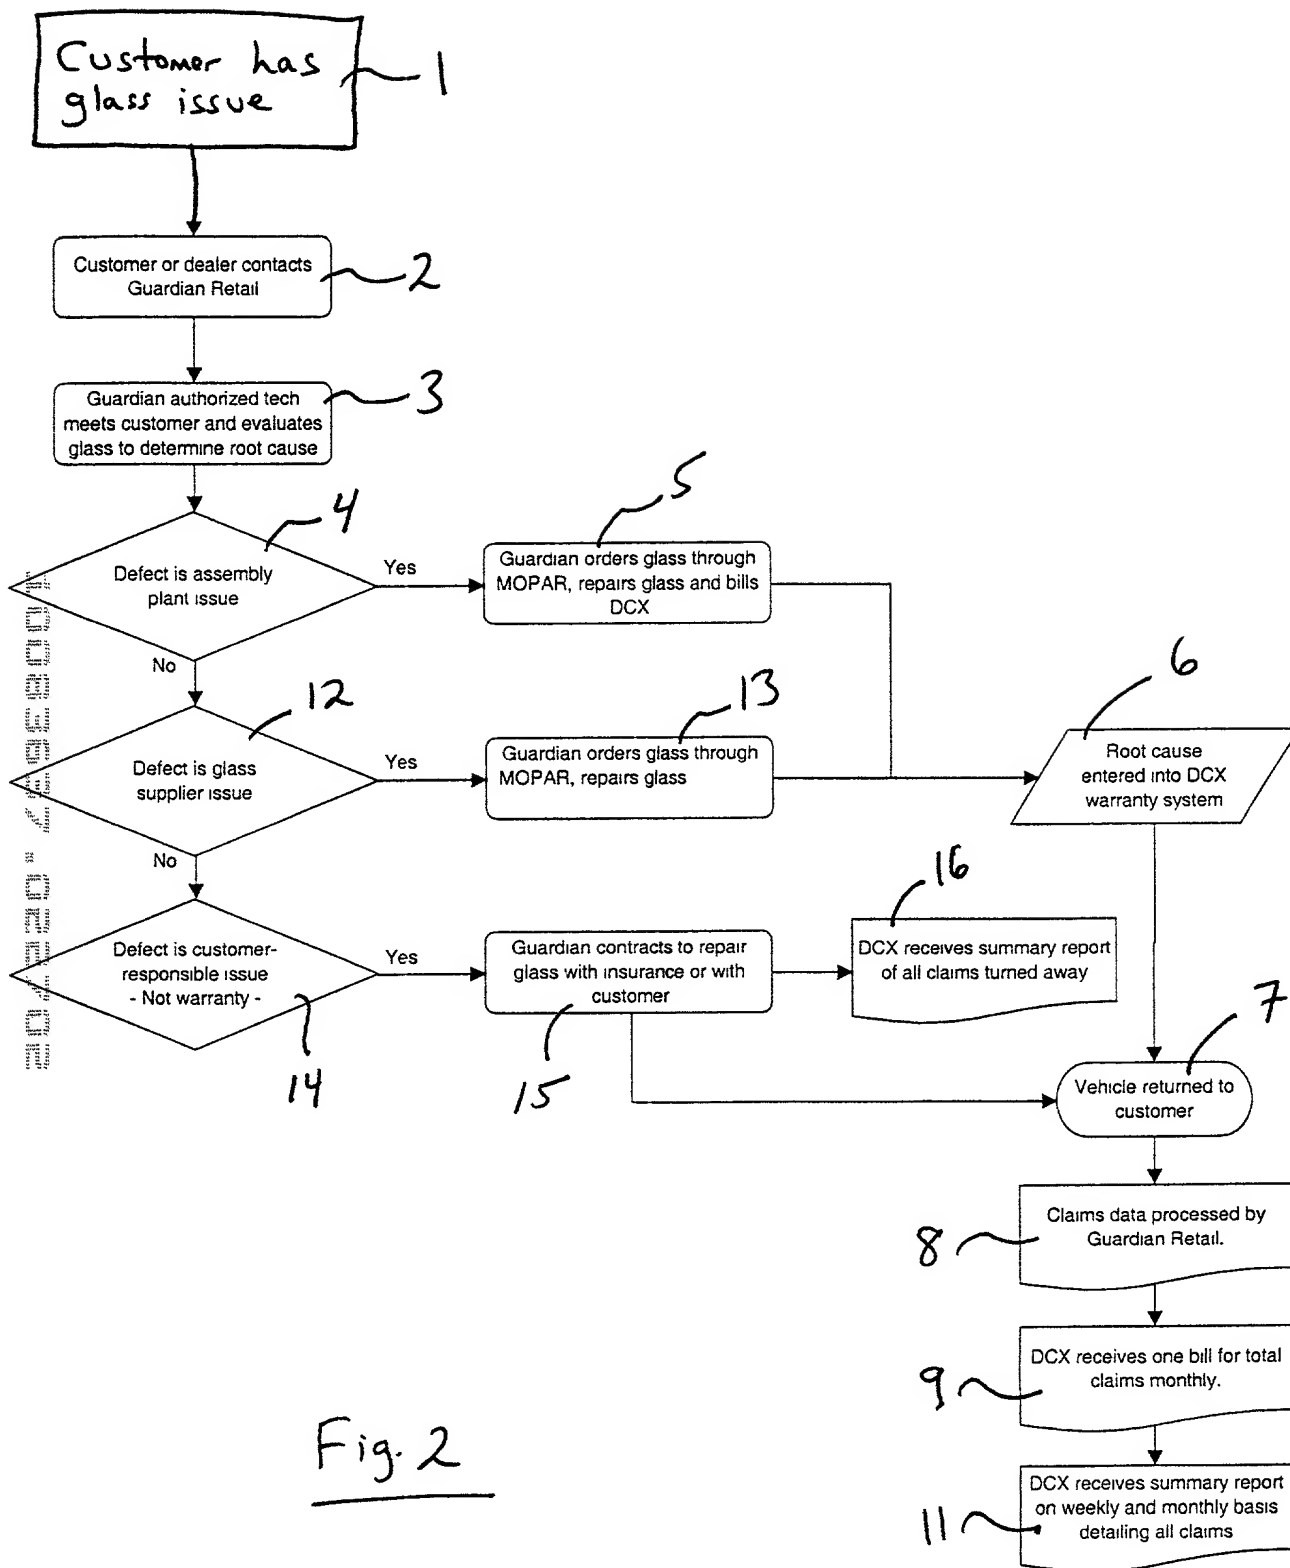 Customer has
glass issue
1
Customer or dealer contacts
Guardian Retail
2
Guardian authorized tech
meets customer and evaluates
glass to determine root cause
3
Defect is assembly
plant issue
4
Yes
No
Guardian orders glass through
MOPAR, repairs glass and bills
DCX
5
Defect is glass
supplier issue
12
Yes
No
Guardian orders glass through
MOPAR, repairs glass
13
Root cause
entered into DCX
warranty system
6
Defect is customer-
responsible issue
- Not warranty -
14
Yes
Guardian contracts to repair
glass with insurance or with
customer
15
DCX receives summary report
of all claims turned away
16
Vehicle returned to
customer
7
Claims data processed by
Guardian Retail.
8
DCX receives one bill for total
claims monthly.
9
DCX receives summary report
on weekly and monthly basis
detailing all claims
11
Fig. 2